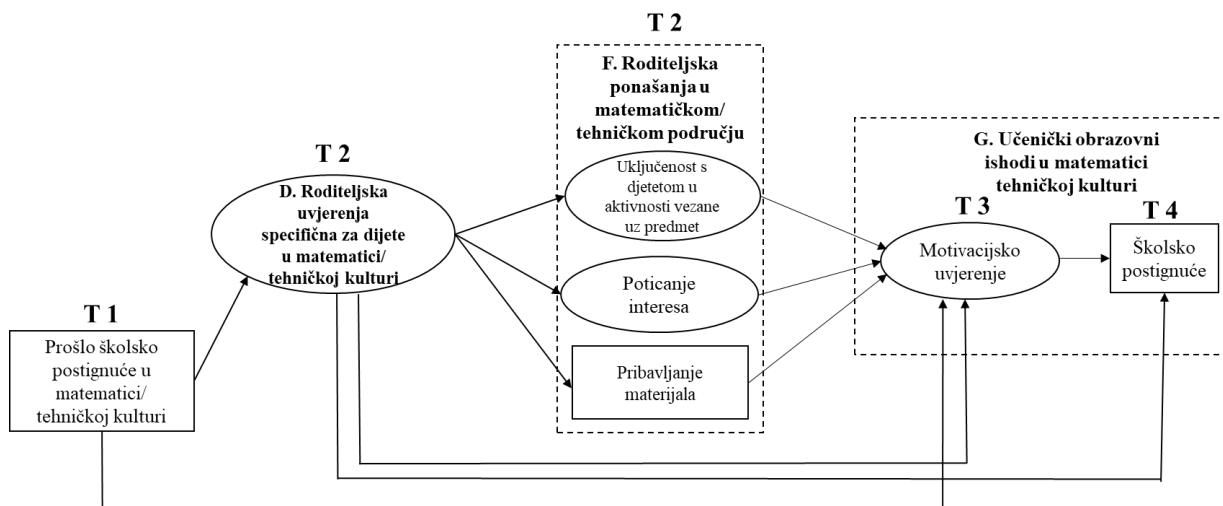 T 1
Prošlo školsko
postignuće u
matematici/
tehničkoj kulturi
T 2
D. Roditeljska
uvjerenja
specifična za dijete
u matematici/
tehničkoj kulturi
T 2
F. Roditeljska
ponašanja u
matematičkom/
tehničkom području
Uključenost s
djetetom u
aktivnosti vezane
uz predmet
Poticanje
interesa
Pribavljanje
materijala
G. Učenički obrazovni
ishodi u matematici
tehničkoj kulturi
T 3
Motivacijsko
uvjerenje
T 4
Školsko
postignuće